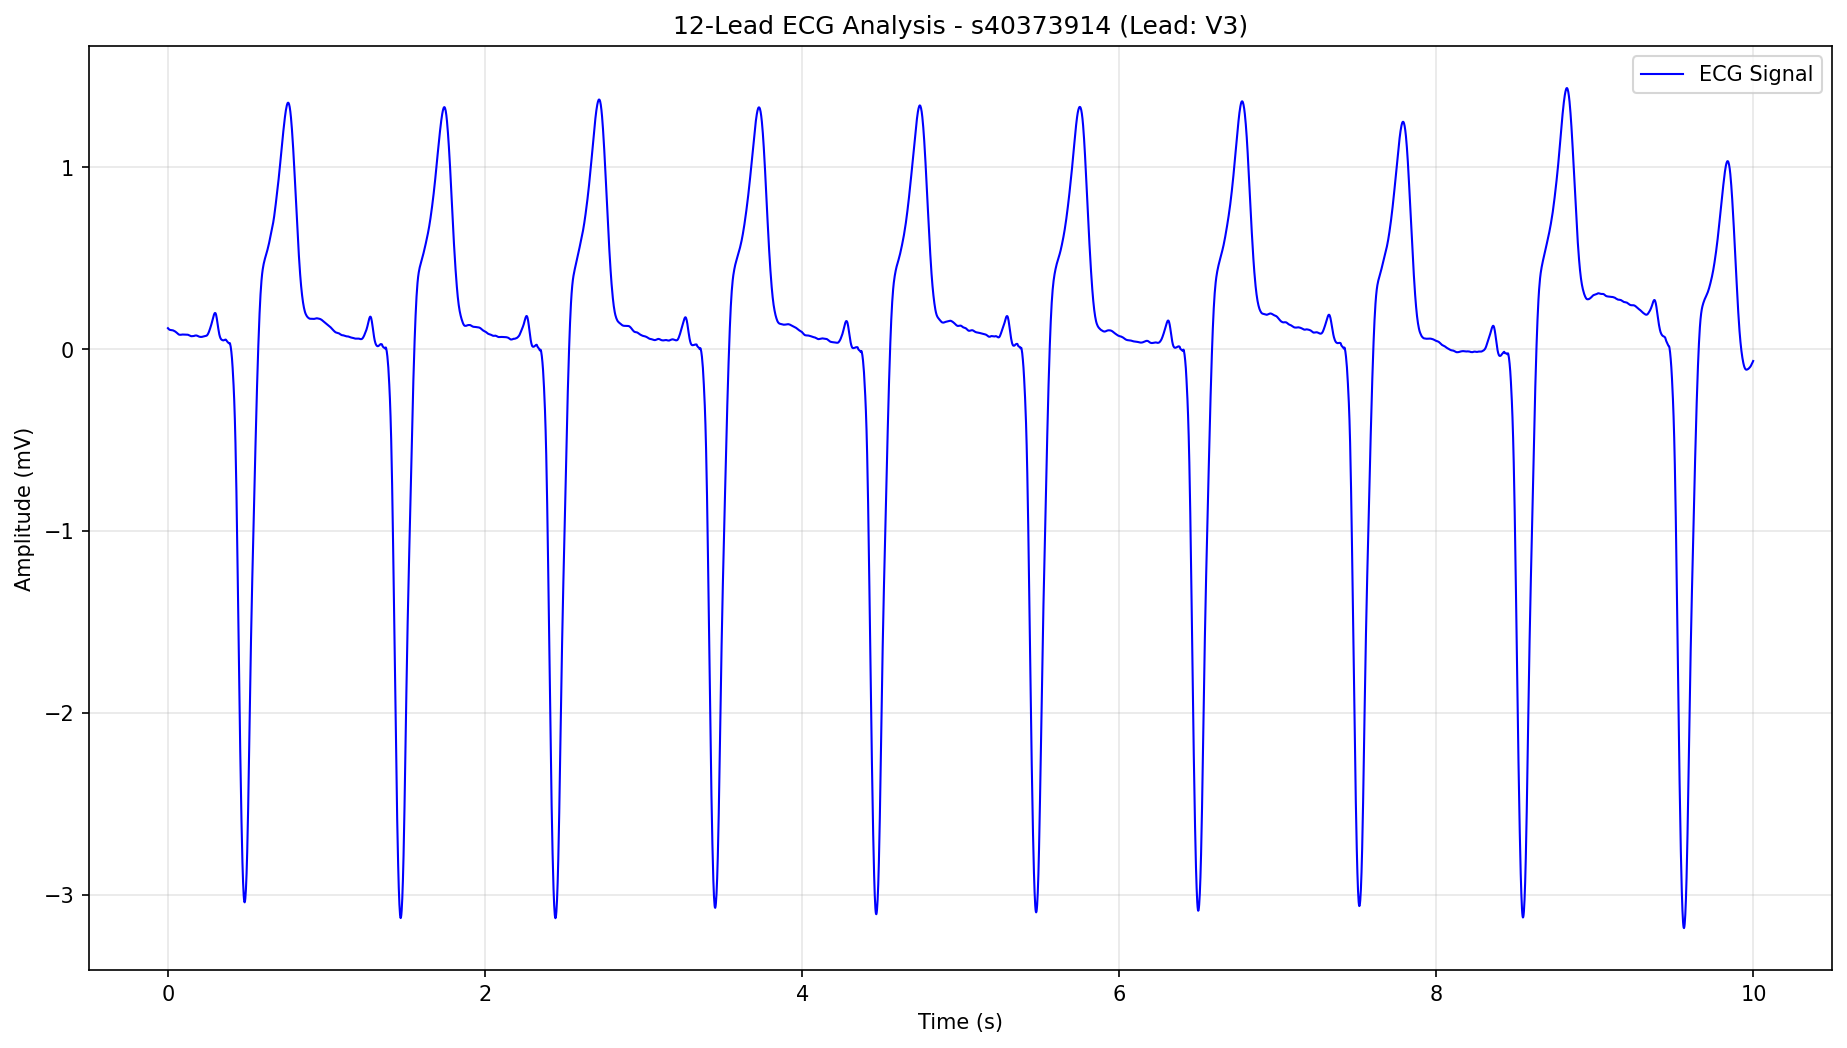 12-Lead ECG Analysis - s40373914 (Lead: V3)
ECG Signal
Amplitude (mV)
1
0
−1
−2
−3
0 2 4 6 8 10
Time (s)